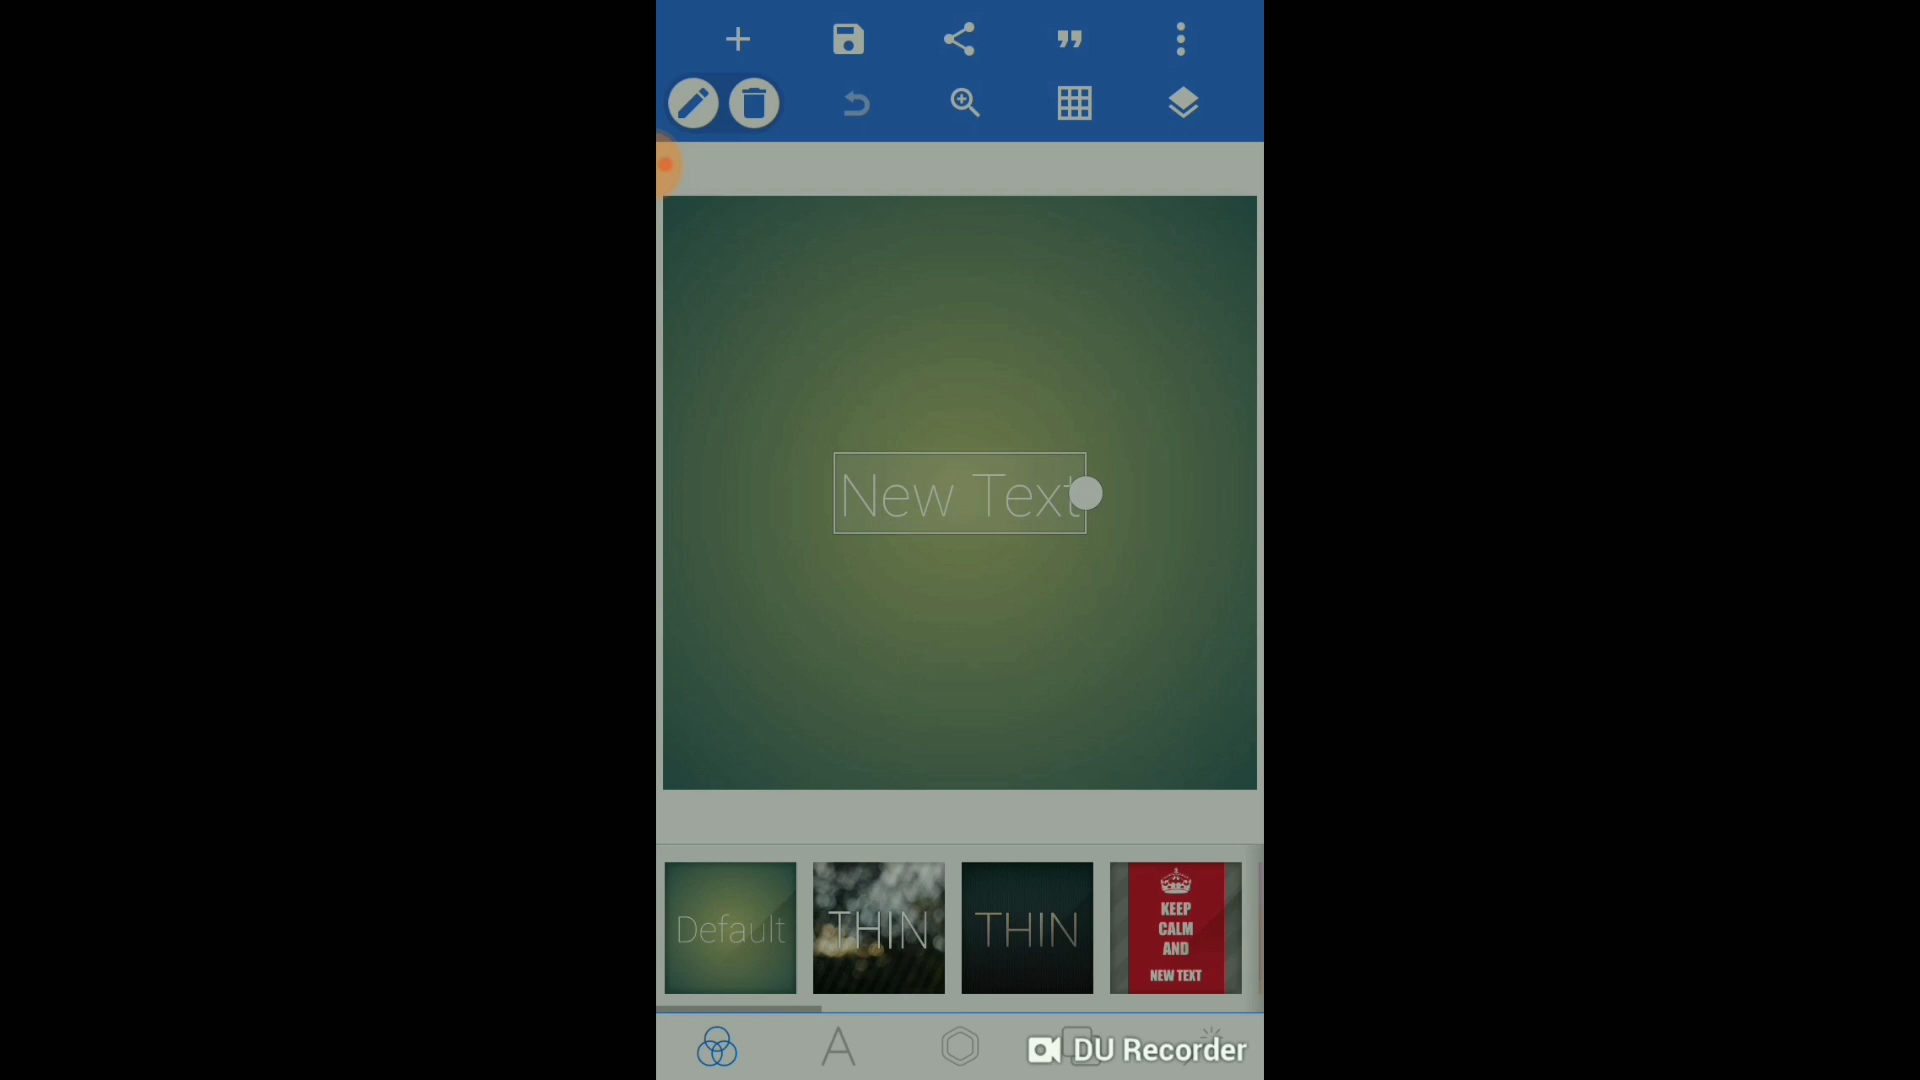 New Text
Default
THIN
THIN
KEEP
CALM
AND
NEW TEXT
DU Recorder